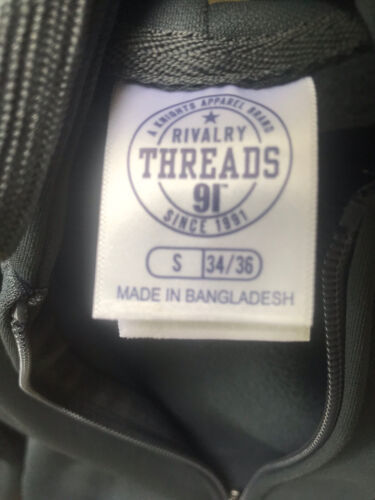 A KNIGHTS APPAREL BRAND
RIVALRY
THREADS
91
SINCE 1991
S 34/36
MADE IN BANGLADESH